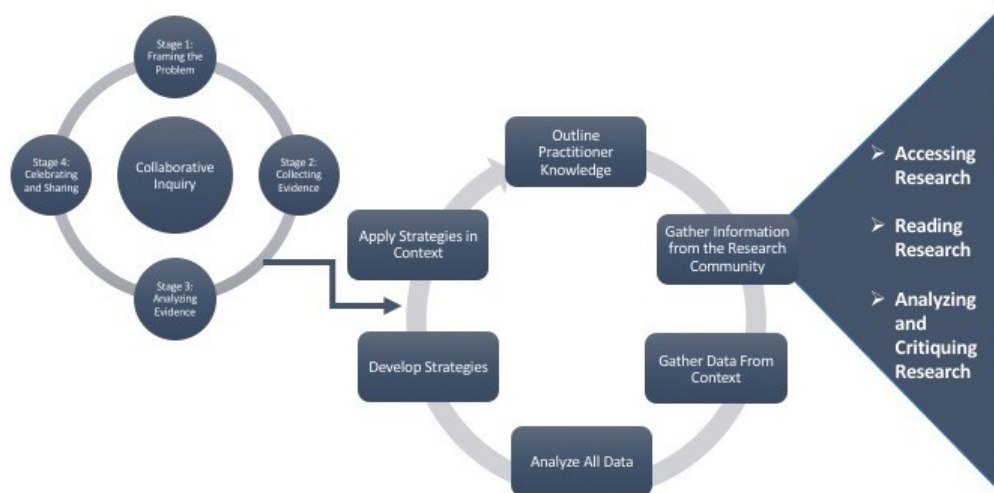 Stage 1:
Framing the
Problem
Collaborative
Inquiry
Stage 4:
Celebrating
and Sharing
Stage 2:
Collecting
Evidence
Stage 3:
Analyzing
Evidence
Outline
Practitioner
Knowledge
Gather Information
from the Research
Community
Gather Data From
Context
Analyze All Data
Develop Strategies
Apply Strategies in
Context
➢ Accessing
Research
➢ Reading
Research
➢ Analyzing
and
Critiquing
Research